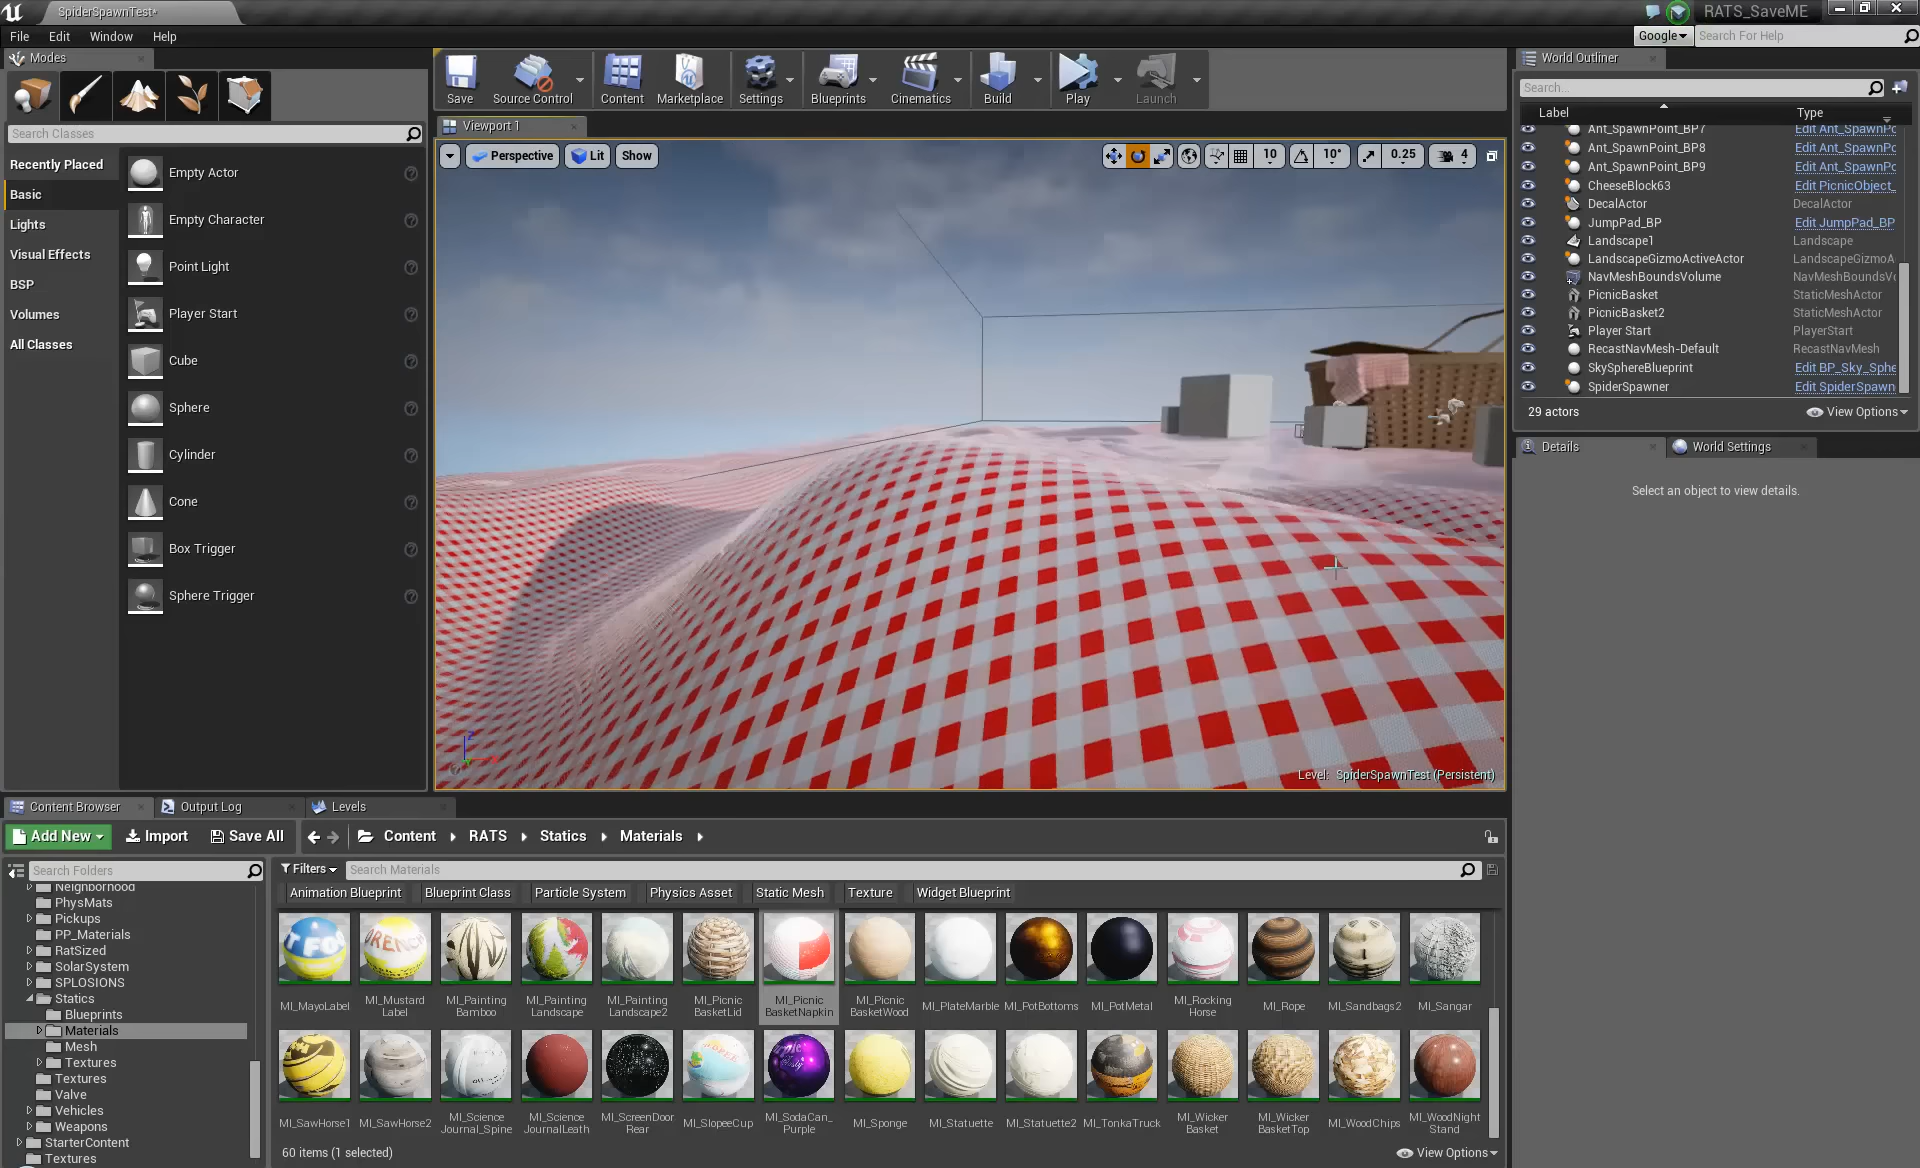 SpiderSpawnTest*
RATS_SaveME
File Edit Window Help
Google
Search For Help
Modes
Search Classes
Recently Placed
Basic
Lights
Visual Effects
BSP
Volumes
All Classes
Empty Actor
Empty Character
Point Light
Player Start
Cube
Sphere
Cylinder
Cone
Box Trigger
Sphere Trigger
Save
Source Control
Content
Marketplace
Settings
Blueprints
Cinematics
Build
Play
Launch
Viewport 1
Perspective Lit Show
10 10° 0.25 4
Level: SpiderSpawnTest (Persistent)
World Outliner
Search...
Label Type
Ant_SpawnPoint_BP7 Edit Ant_SpawnPc
Ant_SpawnPoint_BP8 Edit Ant_SpawnPc
Ant_SpawnPoint_BP9 Edit Ant_SpawnPc
CheeseBlock63 Edit PicnicObject_
DecalActor DecalActor
JumpPad_BP Edit JumpPad_BP
Landscape1 Landscape
LandscapeGizmoActiveActor LandscapeGizmoA
NavMeshBoundsVolume NavMeshBoundsVo
PicnicBasket StaticMeshActor
PicnicBasket2 StaticMeshActor
Player Start PlayerStart
RecastNavMesh-Default RecastNavMesh
SkySphereBlueprint Edit BP_Sky_Sphe
SpiderSpawner Edit SpiderSpawn
29 actors
View Options
Details
World Settings
Select an object to view details.
Content Browser
Output Log
Levels
Add New Import Save All
Content RATS Statics Materials
Search Folders
Neighborhood
PhysMats
Pickups
PP_Materials
RatSized
SolarSystem
SPLOSIONS
Statics
Blueprints
Materials
Mesh
Textures
Textures
Valve
Vehicles
Weapons
StarterContent
Textures
Filters
Search Materials
Animation Blueprint Blueprint Class Particle System Physics Asset Static Mesh Texture Widget Blueprint
MI_MayoLabel
MI_Mustard
Label
MI_Painting
Bamboo
MI_Painting
Landscape
MI_Painting
Landscape2
MI_Picnic
BasketLid
MI_Picnic
BasketNapkin
MI_Picnic
BasketWood
MI_PlateMarble
MI_PotBottoms
MI_PotMetal
MI_Rocking
Horse
MI_Rope
MI_Sandbags2
MI_Sangar
MI_SawHorse1
MI_SawHorse2
MI_Science
Journal_Spine
MI_Science
JournalLeath
MI_ScreenDoor
Rear
MI_SlopeeCup
MI_SodaCan_
Purple
MI_Sponge
MI_Statuette
MI_Statuette2
MI_TonkaTruck
MI_Wicker
Basket
MI_Wicker
BasketTop
MI_WoodChips
MI_WoodNight
Stand
60 items (1 selected)
View Options